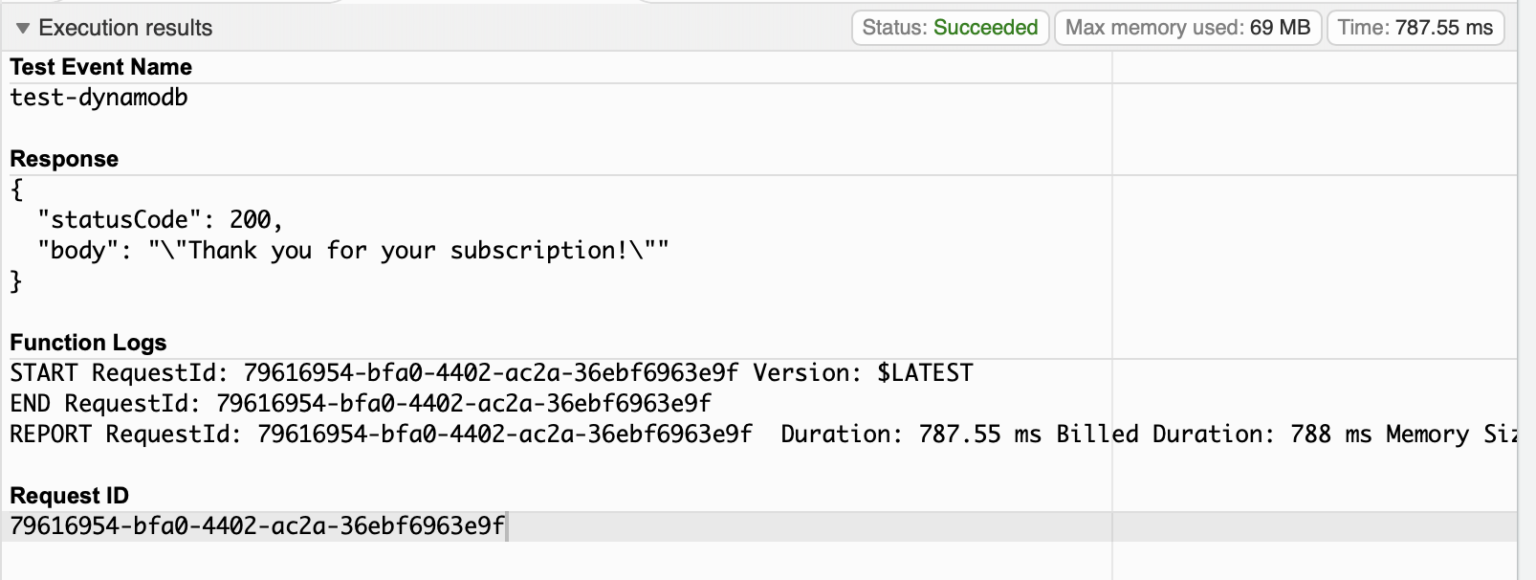 Execution results
Status: Succeeded
Max memory used: 69 MB
Time: 787.55 ms
Test Event Name
test-dynamodb
Response
{
  "statusCode": 200,
  "body": "\"Thank you for your subscription!\""
}
Function Logs
START RequestId: 79616954-bfa0-4402-ac2a-36ebf6963e9f Version: $LATEST
END RequestId: 79616954-bfa0-4402-ac2a-36ebf6963e9f
REPORT RequestId: 79616954-bfa0-4402-ac2a-36ebf6963e9f  Duration: 787.55 ms Billed Duration: 788 ms Memory
Request ID
79616954-bfa0-4402-ac2a-36ebf6963e9f